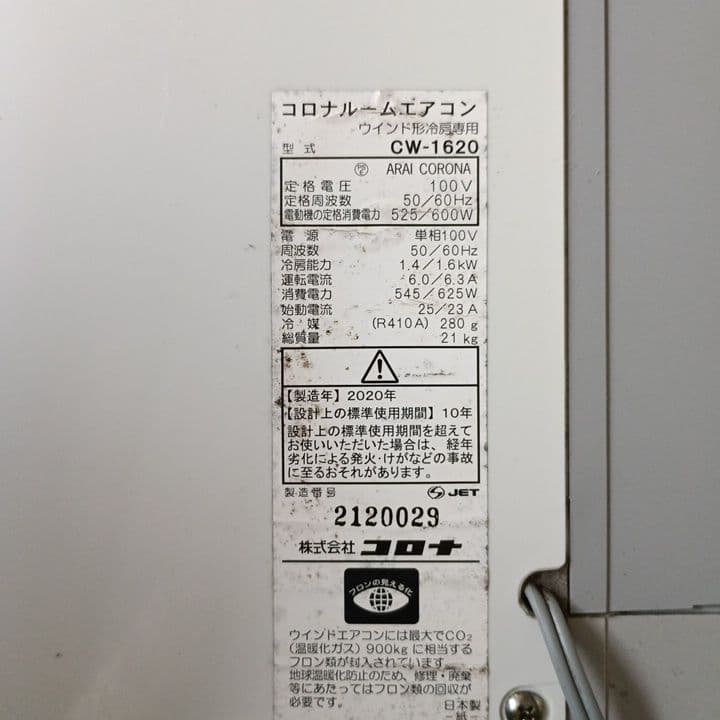 コロナルームエアコン
ウインド形冷房専用
型式 CW-1620
ARAI CORONA
定格電圧 100V
定格周波数 50/60Hz
電動機の定格消費電力 525/600W
電源 単相100V
周波数 50/60Hz
冷房能力 1.4/1.6kW
運転電流 6.0/6.3A
消費電力 545/625W
始動電流 25/23A
冷媒 (R410A) 280g
総質量 21kg
【製造年】2020年
【設計上の標準使用期間】10年
設計上の標準使用期間を超えて
お使いいただいた場合は、経年
劣化による発火・けがなどの事故
に至るおそれがあります。
製造番号 JET
2120029
株式会社 コロナ
フロンの見える化
ウインドエアコンには最大でCO₂
(温暖化ガス)900kgに相当する
フロン類が封入されています。
地球温暖化防止のため、修理・廃棄
等にあたってはフロン類の回収が
必要です。 日本製
－紙－